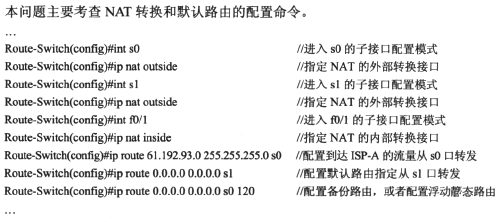 本问题主要考查 NAT 转换和默认路由的配置命令。
…
Route-Switch(config)#int s0 //进入 s0 的子接口配置模式
Route-Switch(config)#ip nat outside //指定 NAT 的外部转换接口
Route-Switch(config)#int s1 //进入 s1 的子接口配置模式
Route-Switch(config)#ip nat outside //指定 NAT 的外部转换接口
Route-Switch(config)#int f0/1 //进入 f0/1 的子接口配置模式
Route-Switch(config)#ip nat inside //指定 NAT 的内部转换接口
Route-Switch(config)#ip route 61.192.93.0 255.255.255.0 s0 //配置到达 ISP-A 的流量从 s0 口转发
Route-Switch(config)#ip route 0.0.0.0 0.0.0.0 s1 //配置默认路由指定从 s1 口转发
Route-Switch(config)#ip route 0.0.0.0 0.0.0.0 s0 120 //配置备份路由，或者配置浮动静态路由
…